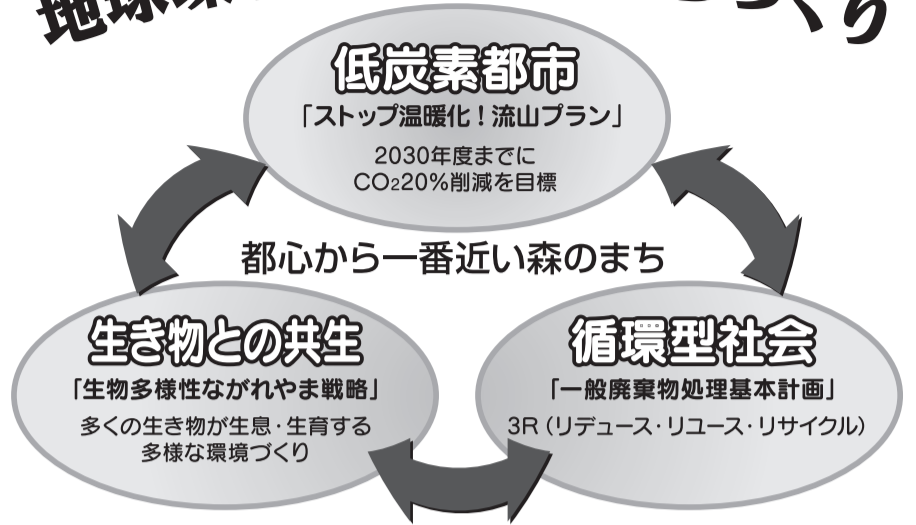 地球
づくり
低炭素都市
「ストップ温暖化！流山プラン」
2030年度までに
CO₂20%削減を目標
都心から一番近い森のまち
生き物との共生
「生物多様性ながれやま戦略」
多くの生き物が生息・生育する
多様な環境づくり
循環型社会
「一般廃棄物処理基本計画」
3R（リデュース・リユース・リサイクル）